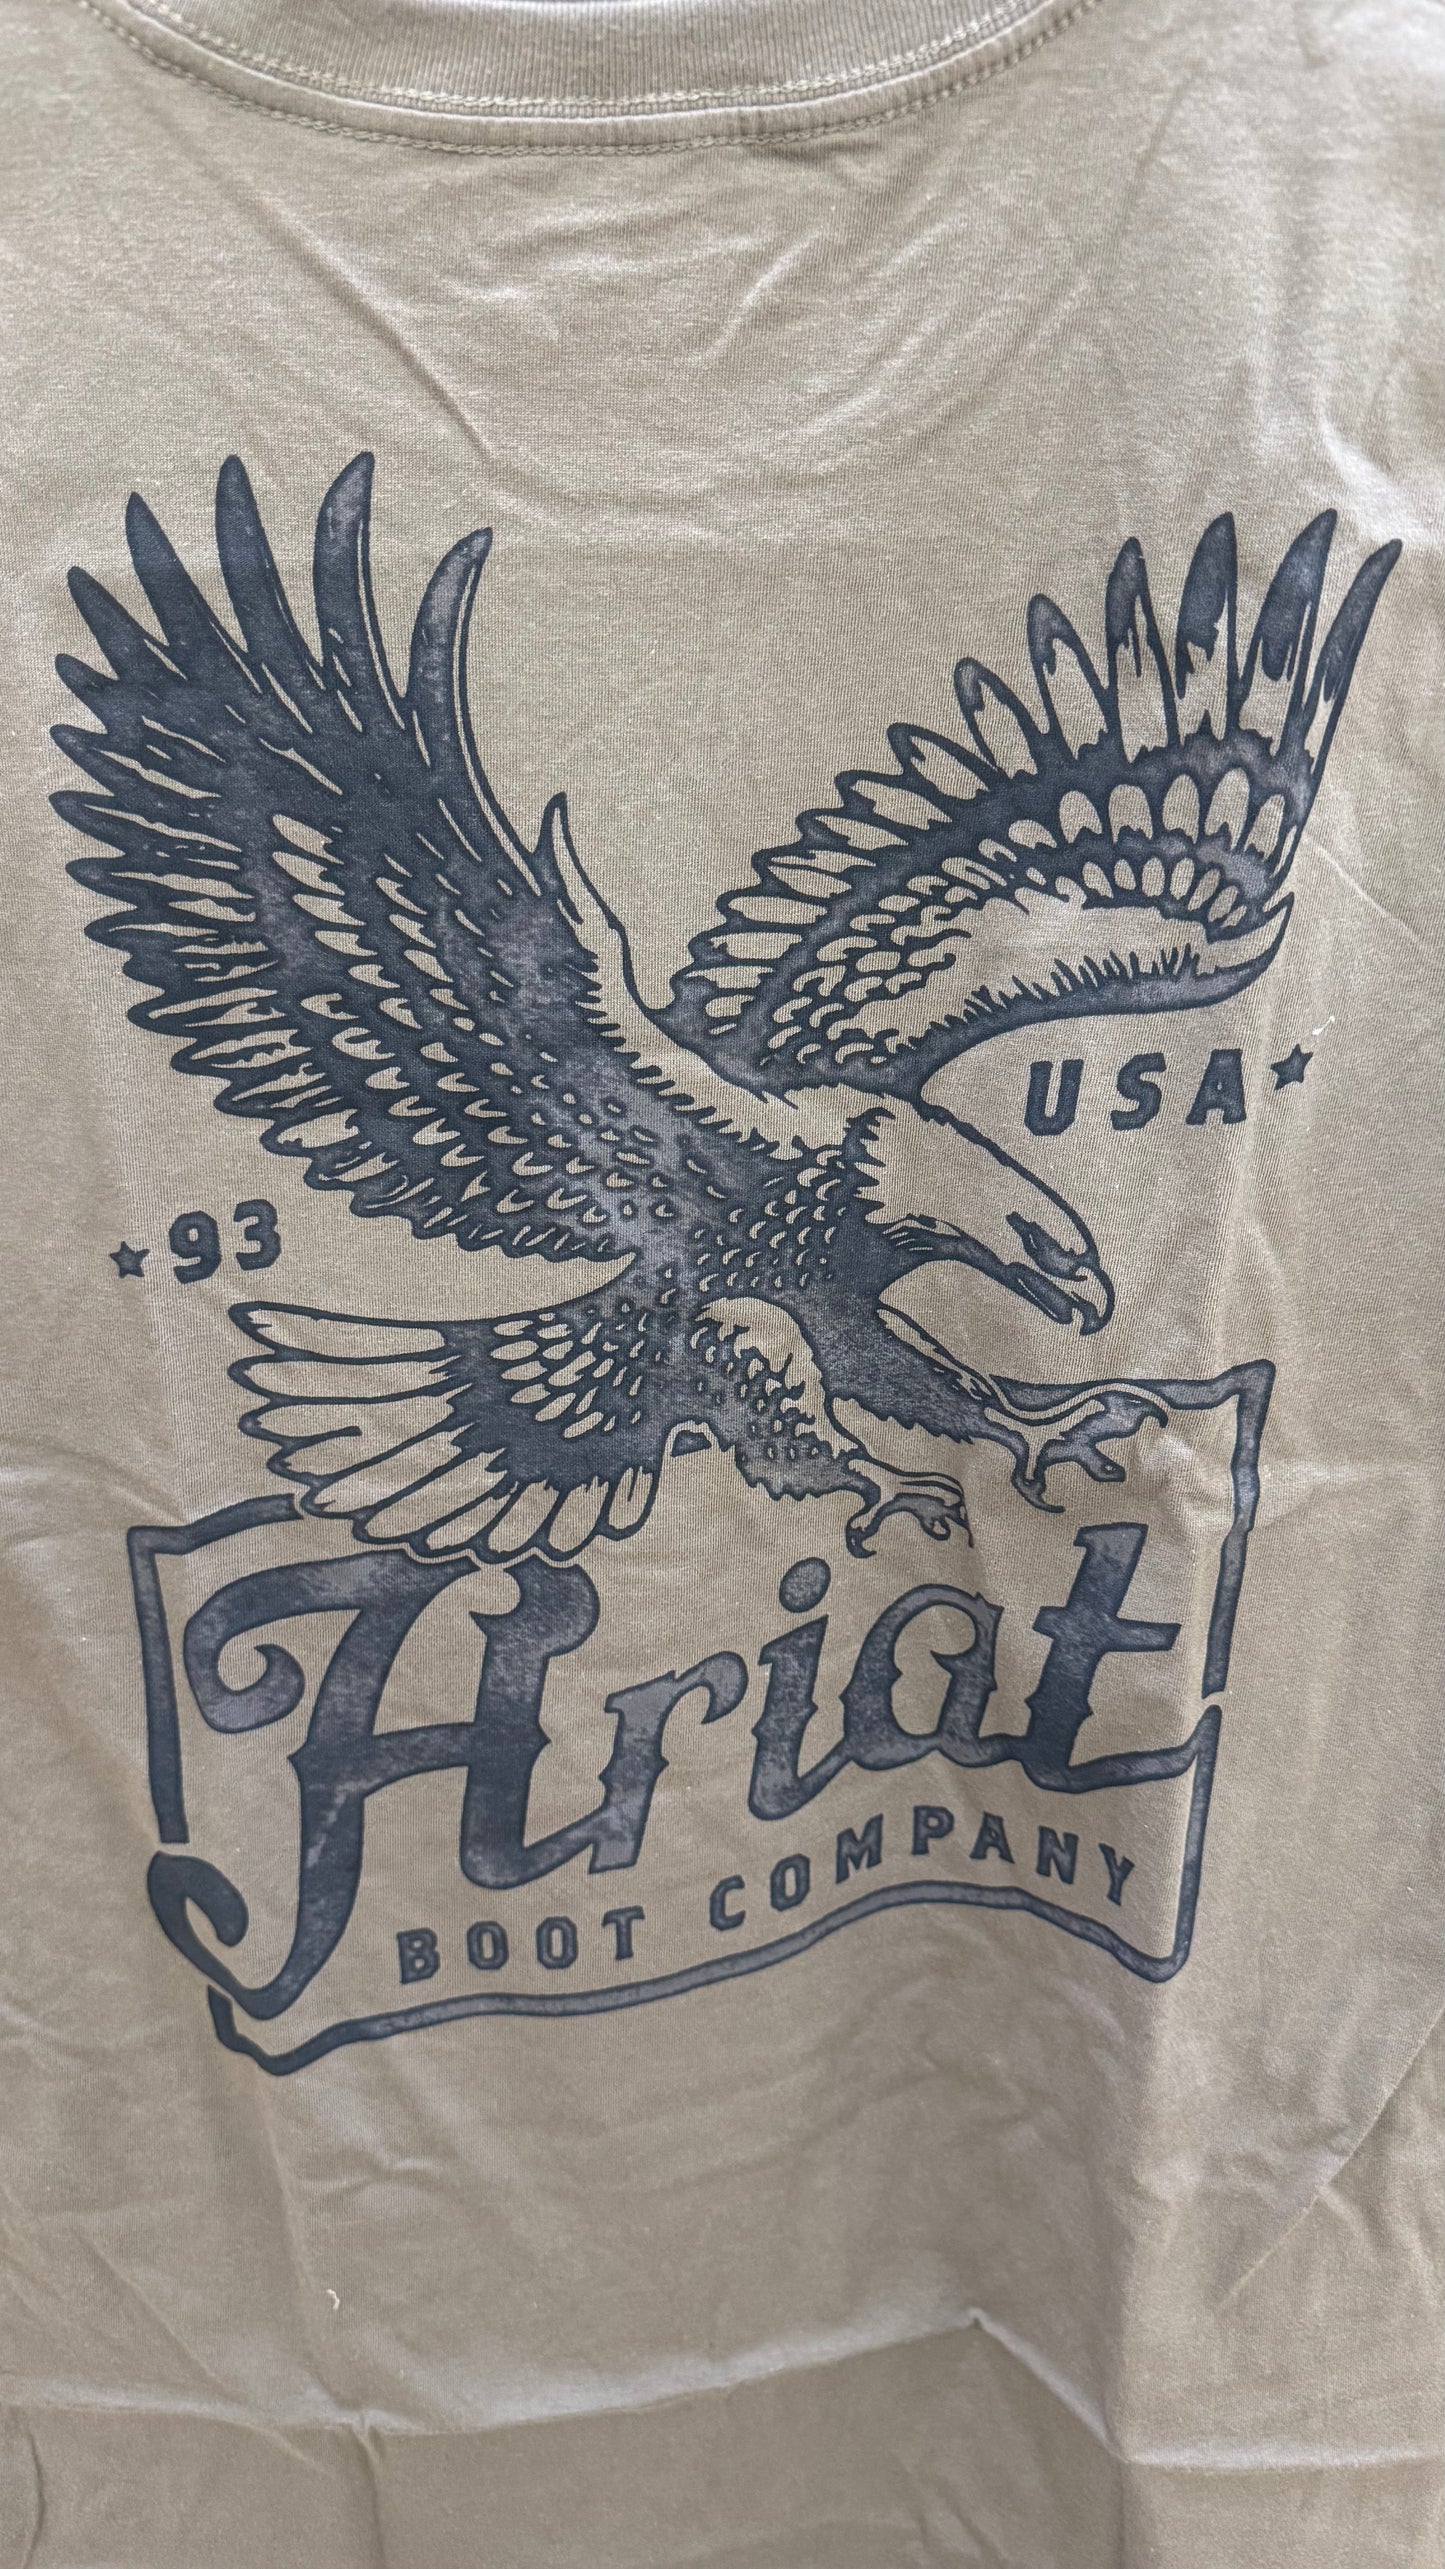 USA
93
Ariat
BOOT COMPANY